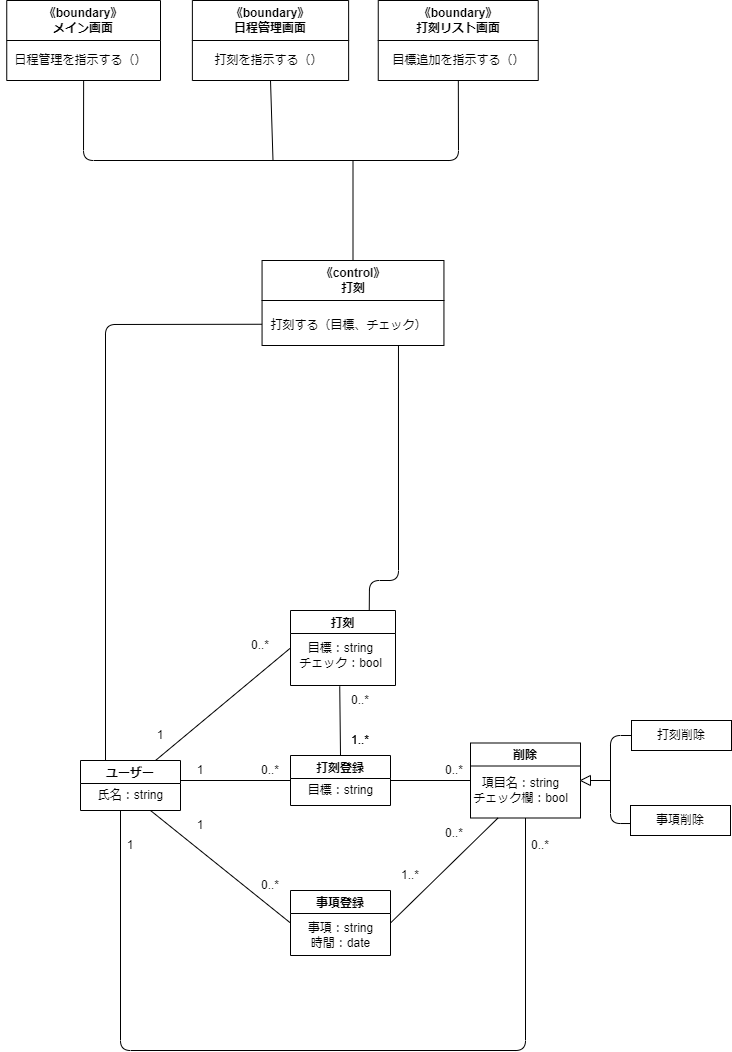 《boundary》
メイン画面
日程管理を指示する（）
《boundary》
日程管理画面
打刻を指示する（）
《boundary》
打刻リスト画面
目標追加を指示する（）
《control》
打刻
打刻する（目標、チェック）
打刻
目標：string
チェック：bool
0..*
1
0..*
1..*
ユーザー
氏名：string
1
0..*
打刻登録
目標：string
0..*
削除
項目名：string
チェック欄：bool
打刻削除
事項削除
1
1
0..*
0..*
1..*
0..*
事項登録
事項：string
時間：date